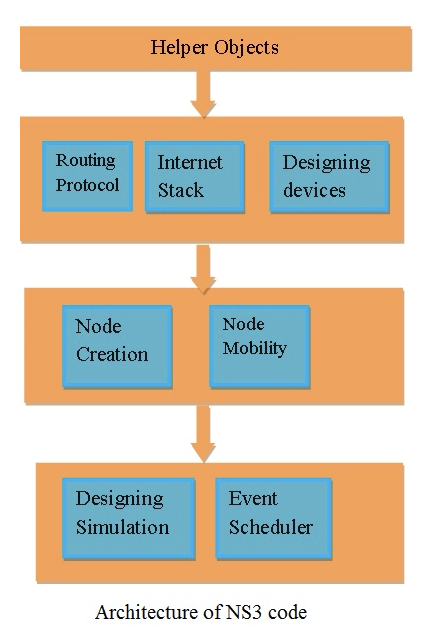 Helper Objects
Routing
Protocol
Internet
Stack
Designing
devices
Node
Creation
Node
Mobility
Designing
Simulation
Event
Scheduler
Architecture of NS3 code